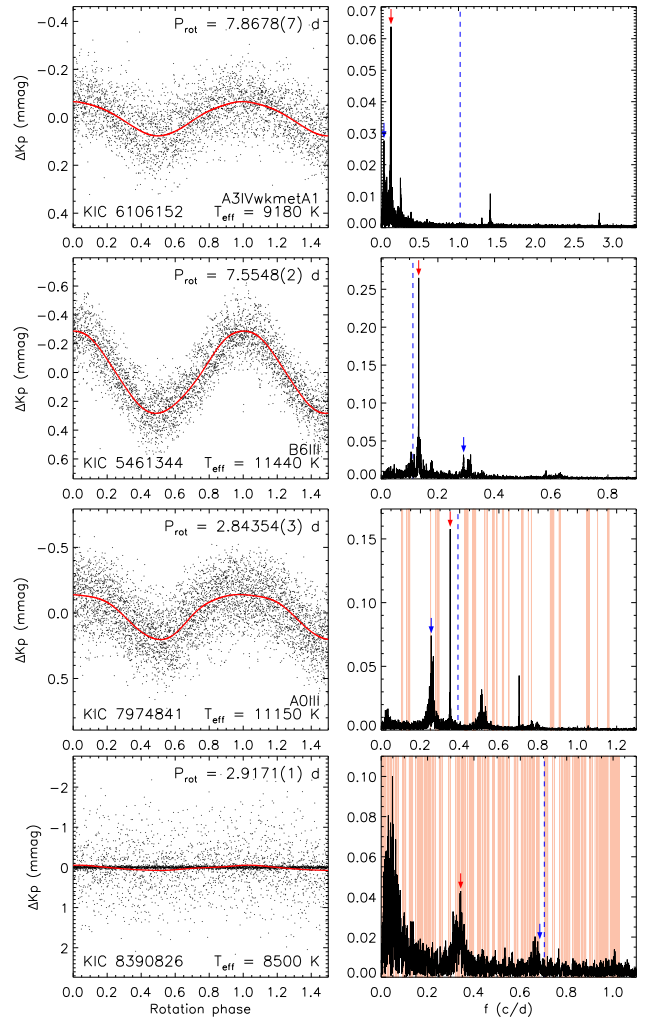 P_rot = 7.8678(7) d
−0.4
−0.2
0.0
0.2
0.4
ΔKp (mmag)
A3IVwkmetA1
KIC 6106152 T_eff = 9180 K
0.0 0.2 0.4 0.6 0.8 1.0 1.2 1.4
0.07
0.06
0.05
0.04
0.03
0.02
0.01
0.00
0.0 0.5 1.0 1.5 2.0 2.5 3.0
P_rot = 7.5548(2) d
−0.6
−0.4
−0.2
0.0
0.2
0.4
0.6
ΔKp (mmag)
B6III
KIC 5461344 T_eff = 11440 K
0.0 0.2 0.4 0.6 0.8 1.0 1.2 1.4
0.25
0.20
0.15
0.10
0.05
0.00
0.0 0.2 0.4 0.6 0.8
P_rot = 2.84354(3) d
−0.5
0.0
0.5
ΔKp (mmag)
A0III
KIC 7974841 T_eff = 11150 K
0.0 0.2 0.4 0.6 0.8 1.0 1.2 1.4
0.15
0.10
0.05
0.00
0.0 0.2 0.4 0.6 0.8 1.0 1.2
P_rot = 2.9171(1) d
−2
−1
0
1
2
ΔKp (mmag)
KIC 8390826 T_eff = 8500 K
0.0 0.2 0.4 0.6 0.8 1.0 1.2 1.4
Rotation phase
0.10
0.08
0.06
0.04
0.02
0.00
0.0 0.2 0.4 0.6 0.8 1.0
f (c/d)